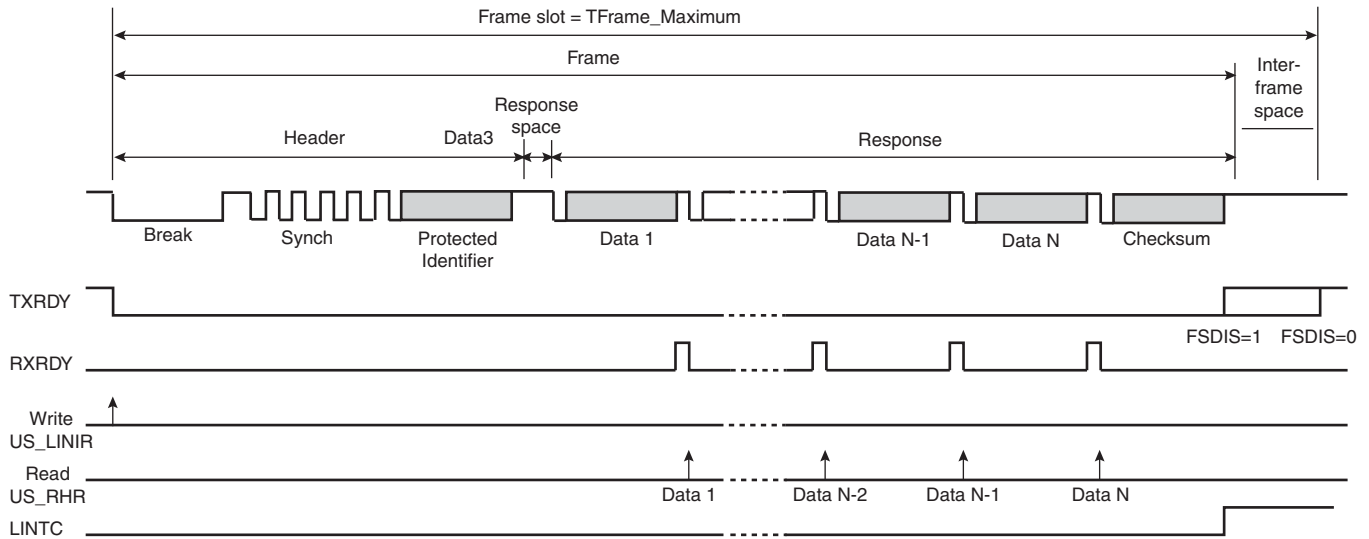 Frame slot = TFrame_Maximum
Frame
Inter-
frame
space
Response
space
Header
Data3
Response
Break
Synch
Protected
Identifier
Data 1
Data N-1
Data N
Checksum
TXRDY
FSDIS=1
FSDIS=0
RXRDY
Write
US_LINIR
Read
US_RHR
Data 1
Data N-2
Data N-1
Data N
LINTC